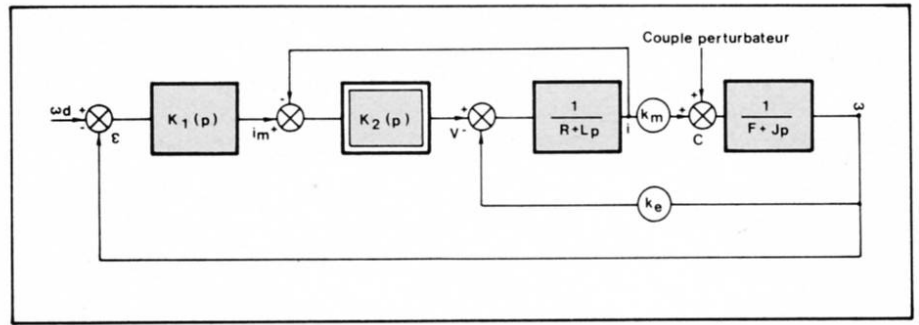 Couple perturbateur
ωd
+
-
ε
K1(p)
im
+
-
K2(p)
V
+
-
1
R+Lp
i
km
+
+
C
1
F+Jp
ω
ke